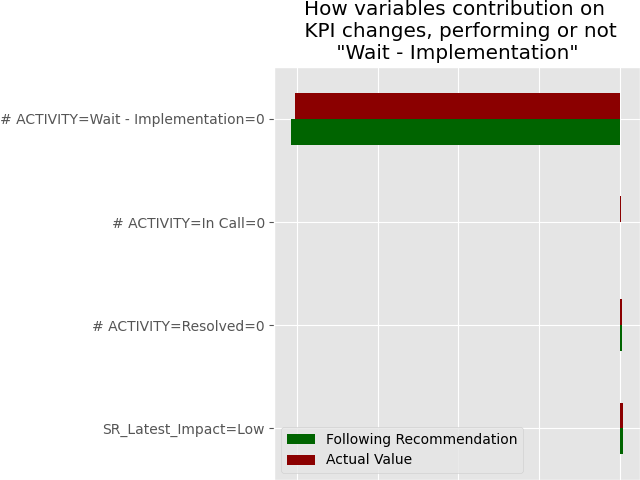 How variables contribution on
KPI changes, performing or not
"Wait - Implementation"
# ACTIVITY=Wait - Implementation=0
# ACTIVITY=In Call=0
# ACTIVITY=Resolved=0
SR_Latest_Impact=Low
Following Recommendation
Actual Value